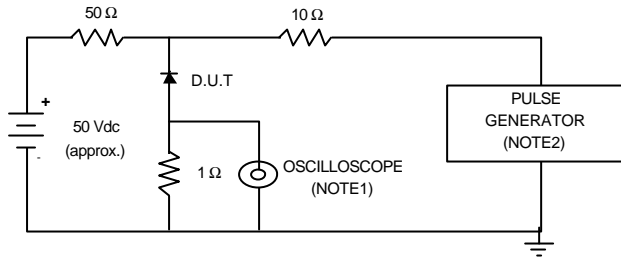 50 Ω
10 Ω
D.U.T
+
50 Vdc
(approx.)
-
1 Ω
OSCILLOSCOPE
(NOTE1)
PULSE
GENERATOR
(NOTE2)